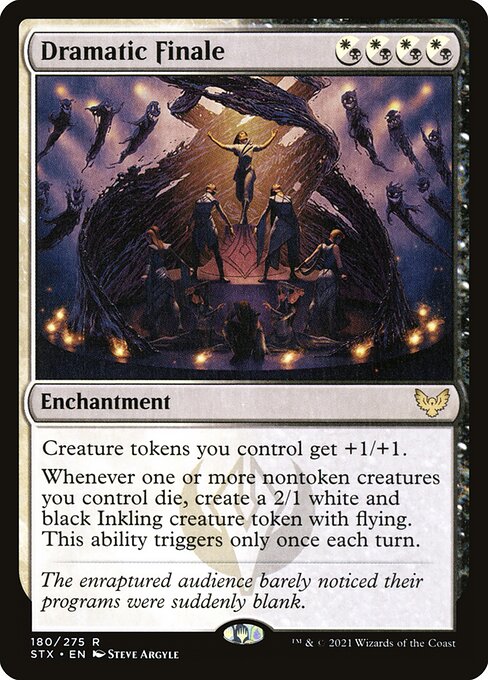 Dramatic Finale
Enchantment
Creature tokens you control get +1/+1.
Whenever one or more nontoken creatures
you control die, create a 2/1 white and
black Inkling creature token with flying.
This ability triggers only once each turn.
The enraptured audience barely noticed their
programs were suddenly blank.
180/275 R
STX • EN Steve Argyle
™ & © 2021 Wizards of the Coast